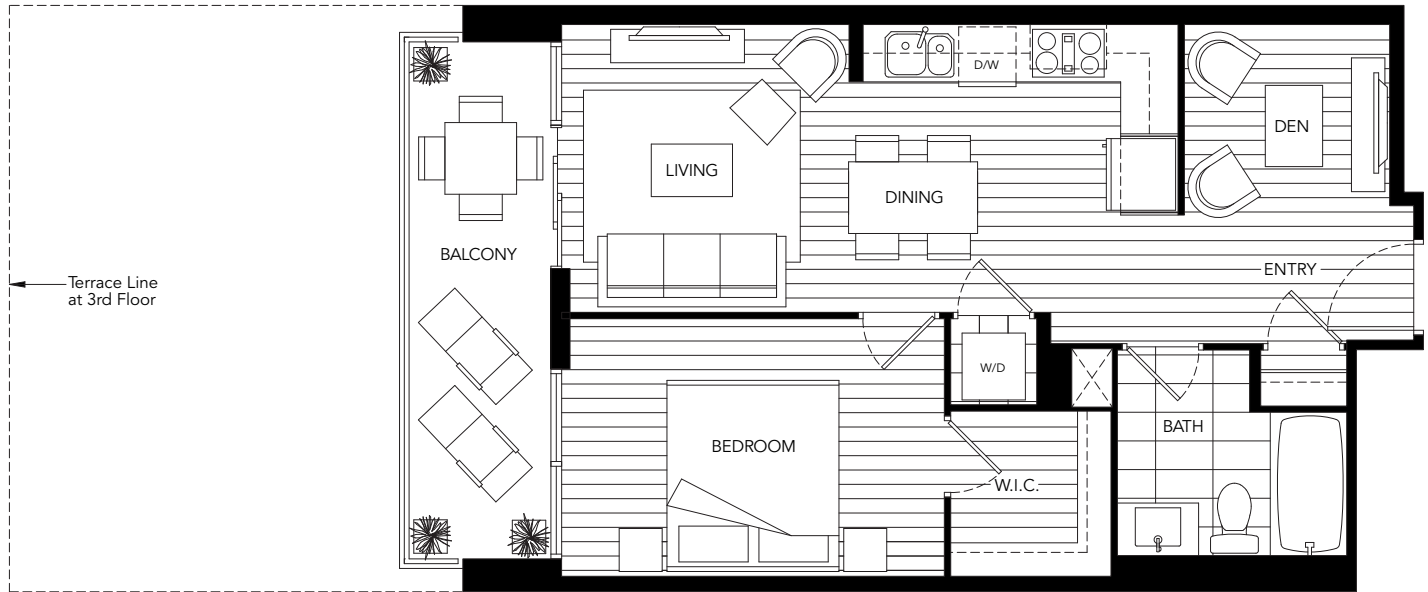 D/W
DEN
LIVING
DINING
BALCONY
ENTRY
Terrace Line
at 3rd Floor
W/D
BATH
BEDROOM
W.I.C.